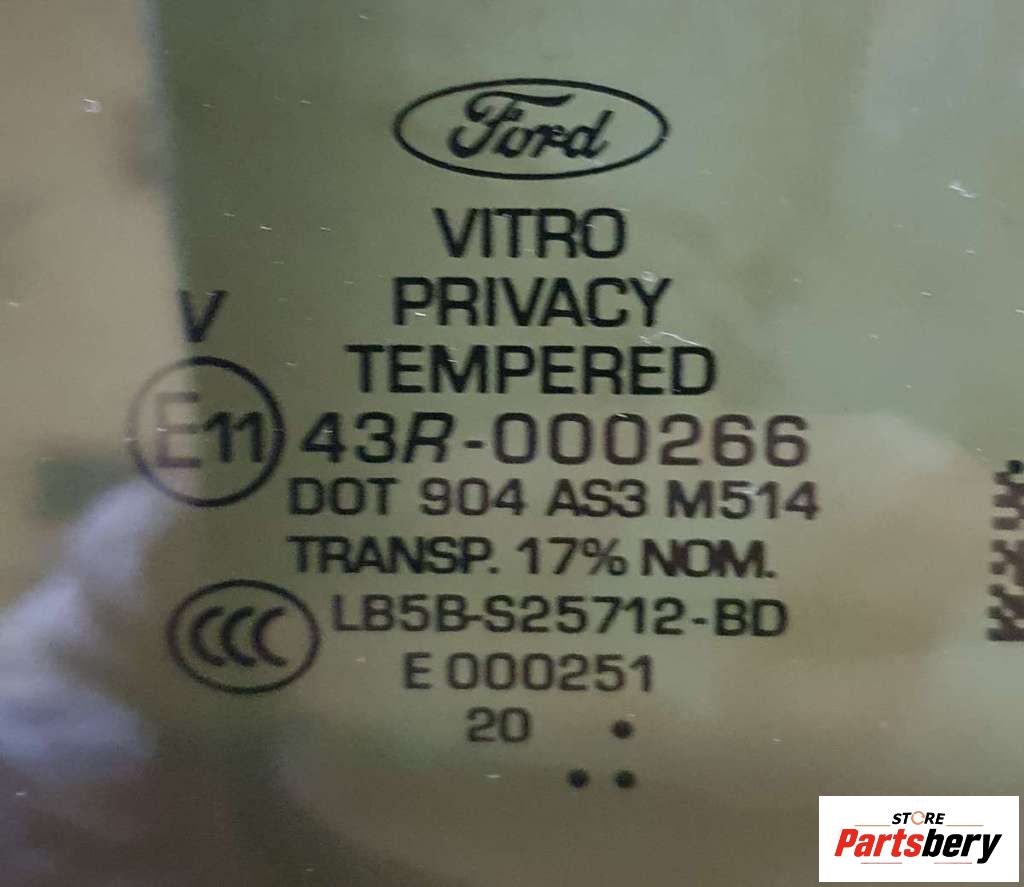 Ford
VITRO
PRIVACY
V
TEMPERED
E11 43R-000266
DOT 904 AS3 M514
TRANSP. 17% NOM.
CCC LB5B-S25712-BD
E 000251
20
STORE
Partsbery